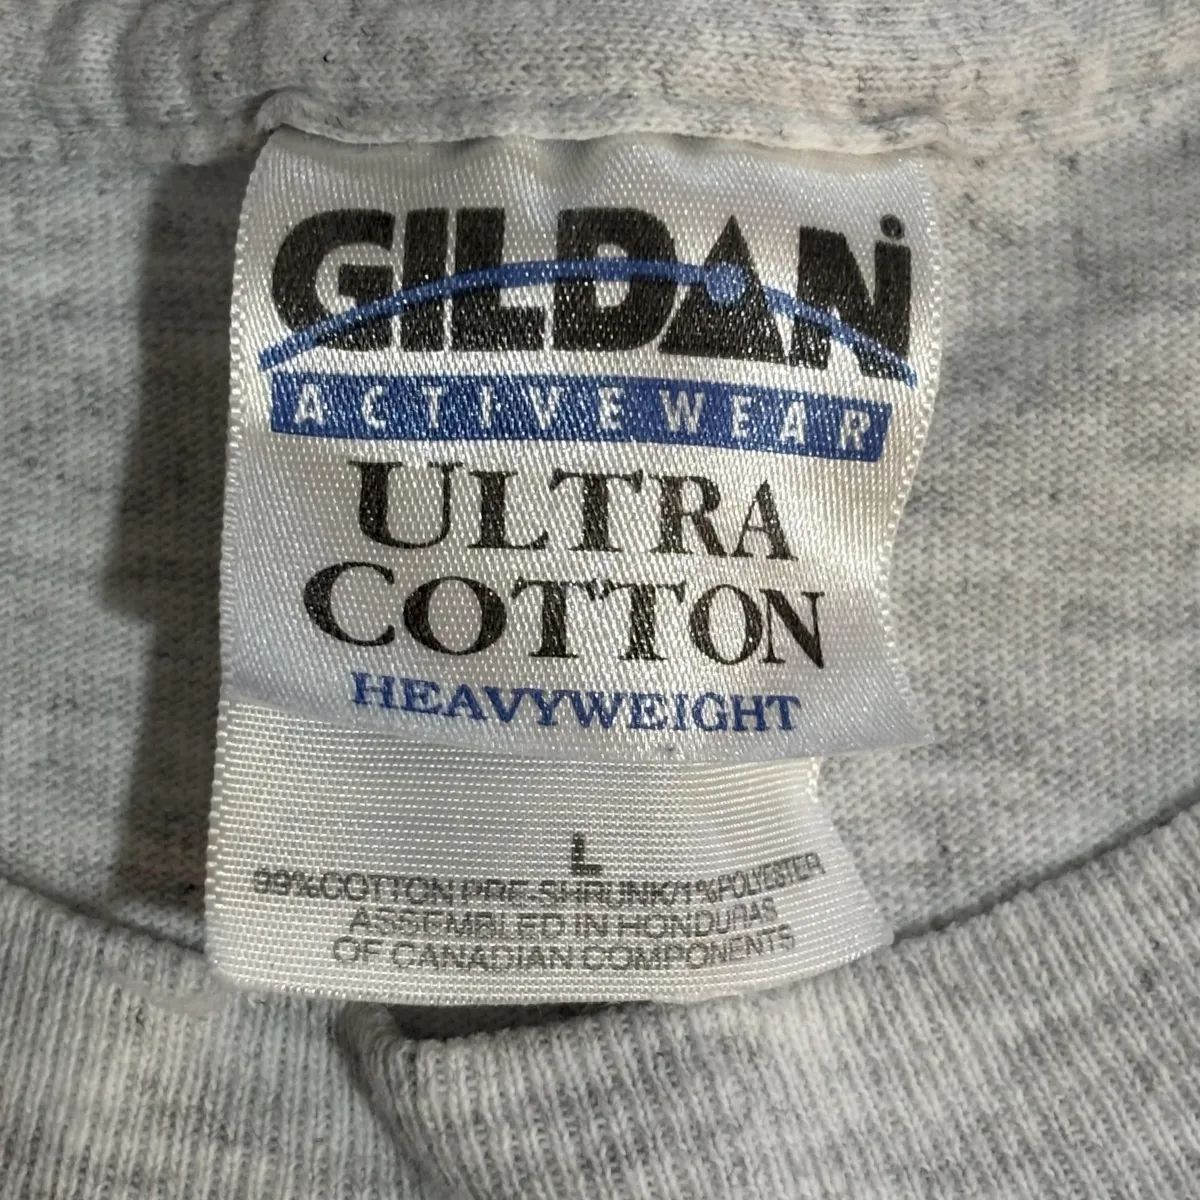 GILDAN
ACTIVEWEAR
ULTRA
COTTON
HEAVYWEIGHT
L
99%COTTON PRE-SHRUNK/1%POLYESTER
ASSEMBLED IN HONDURAS
OF CANADIAN COMPONENTS